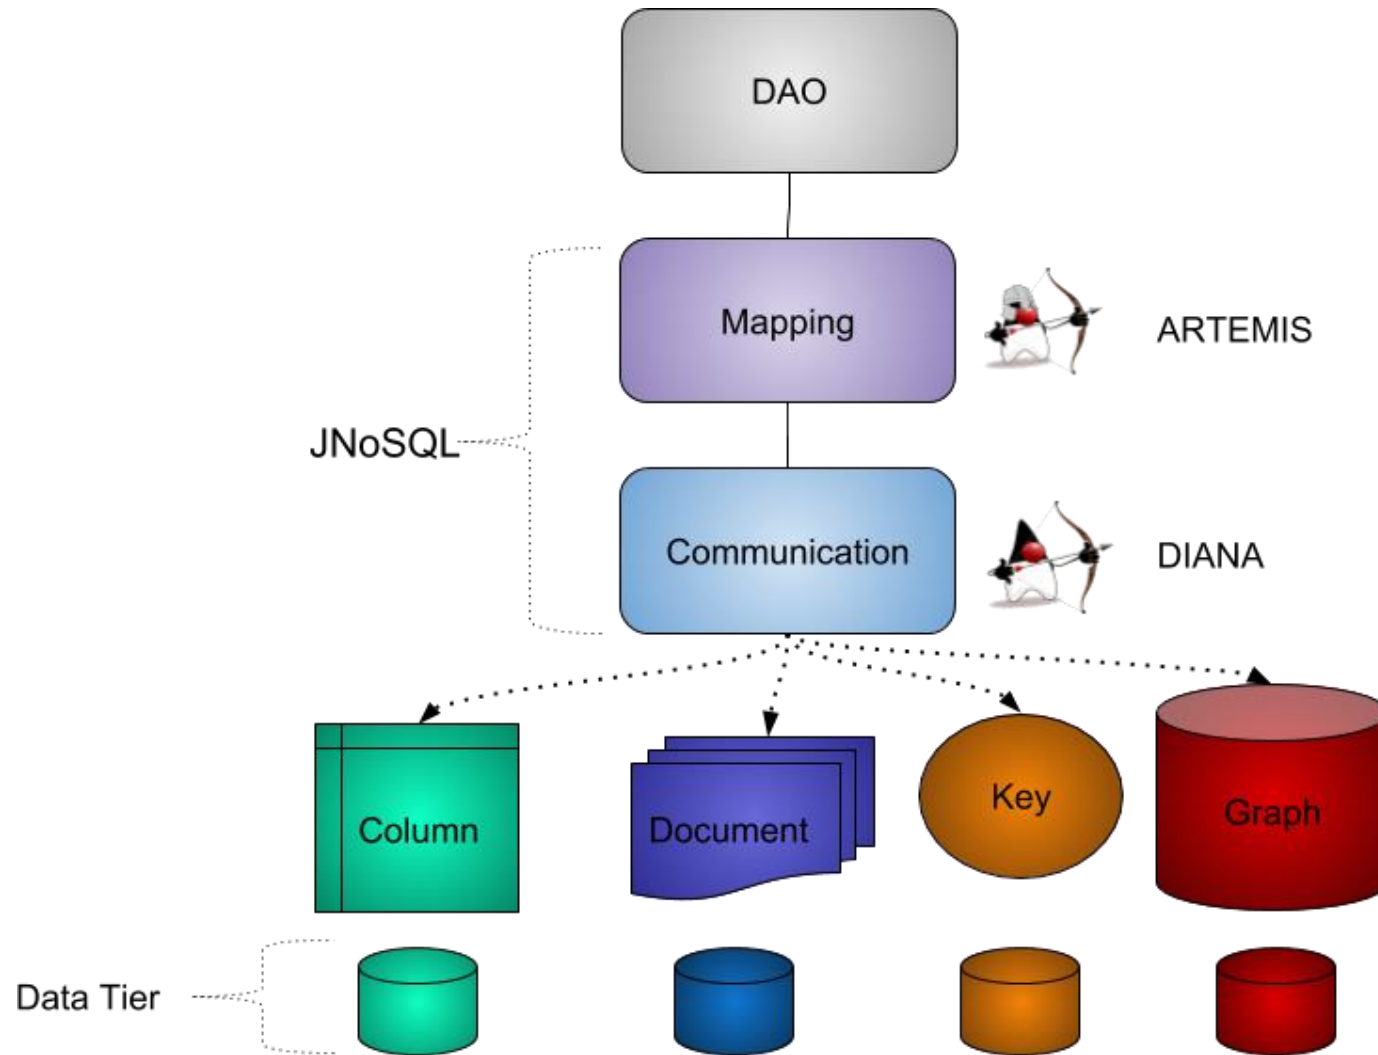 DAO
Mapping
ARTEMIS
JNoSQL
Communication
DIANA
Column
Document
Key
Graph
Data Tier